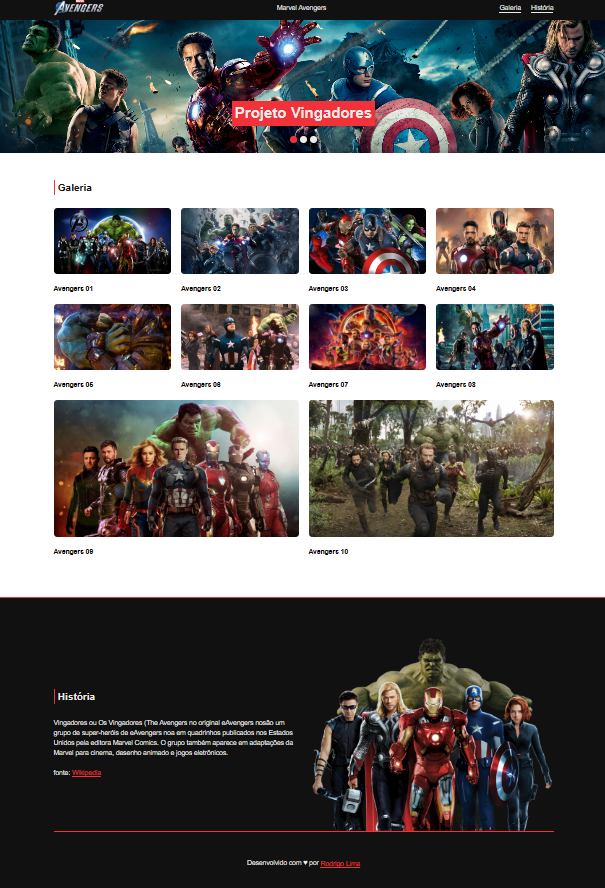 MARVEL
AVENGERS
Marvel Avengers
Galeria
História
Projeto Vingadores
Galeria
Avengers 01
Avengers 02
Avengers 03
Avengers 04
Avengers 05
Avengers 06
Avengers 07
Avengers 08
Avengers 09
Avengers 10
História
Vingadores ou Os Vingadores (The Avengers no original eAvengers nosão um
grupo de super-heróis de eAvengers noa em quadrinhos publicados nos Estados
Unidos pela editora Marvel Comics. O grupo também aparece em adaptações da
Marvel para cinema, desenho animado e jogos eletrônicos.
fonte: Wikipedia
Desenvolvido com ♥ por Rodrigo Lima